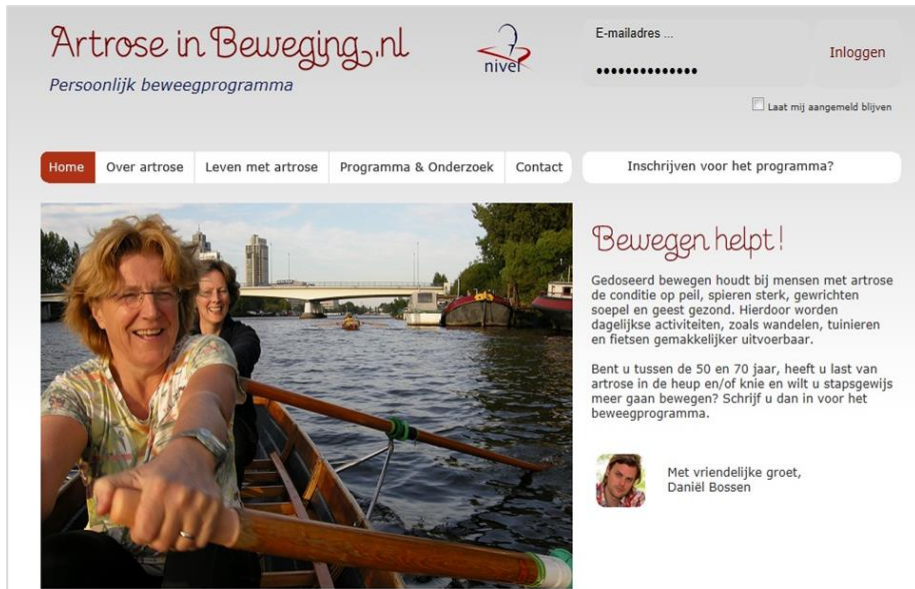 Artrose in Beweging.nl
Persoonlijk beweegprogramma
nivel
E-mailadres ...
••••••••••••••
Inloggen
Laat mij aangemeld blijven
Home
Over artrose
Leven met artrose
Programma & Onderzoek
Contact
Inschrijven voor het programma?
Bewegen helpt!
Gedoseerd bewegen houdt bij mensen met artrose
de conditie op peil, spieren sterk, gewrichten
soepel en geest gezond. Hierdoor worden
dagelijkse activiteiten, zoals wandelen, tuinieren
en fietsen gemakkelijker uitvoerbaar.
Bent u tussen de 50 en 70 jaar, heeft u last van
artrose in de heup en/of knie en wilt u stapsgewijs
meer gaan bewegen? Schrijf u dan in voor het
beweegprogramma.
Met vriendelijke groet,
Daniël Bossen